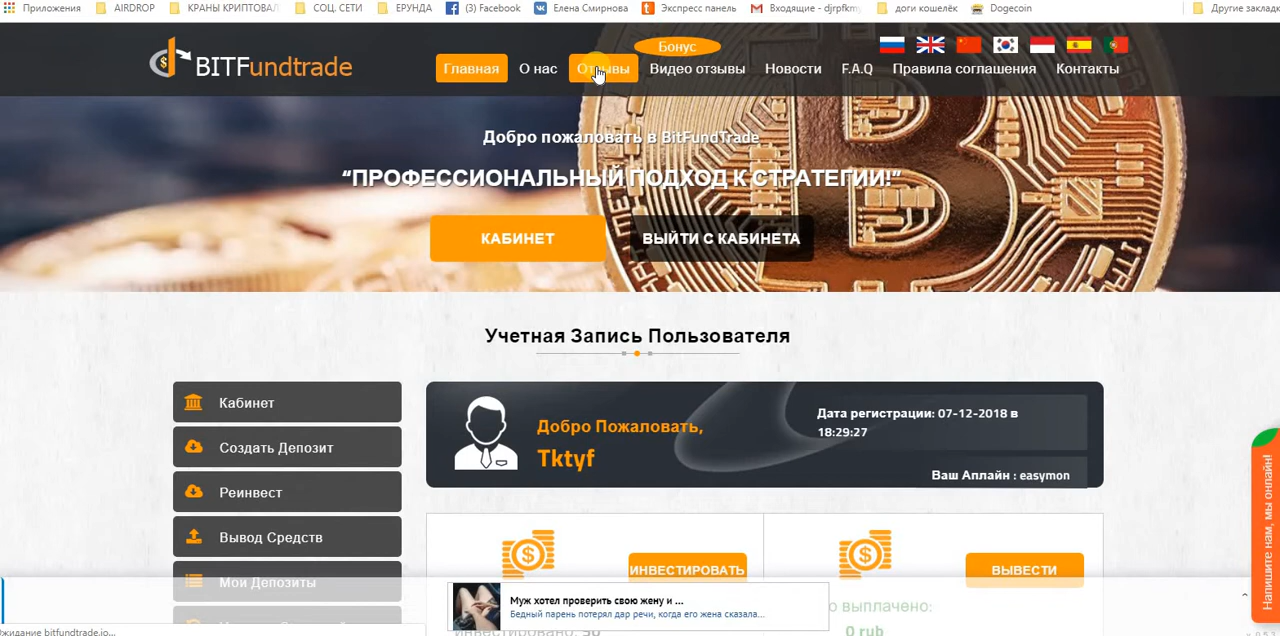 Приложения AIRDROP КРАНЫ КРИПТОВАЛ СОЦ. СЕТИ ЕРУНДА (3) Facebook Елена Смирнова Экспресс панель Входящие - djrpfkmy доги кошелёк Dogecoin Другие заклад
BITFundtrade
Бонус
Главная О нас Отзывы Видео отзывы Новости F.A.Q Правила соглашения Контакты
Добро пожаловать в BitFundTrade
“ПРОФЕССИОНАЛЬНЫЙ ПОДХОД К СТРАТЕГИИ!”
КАБИНЕТ ВЫЙТИ С КАБИНЕТА
Учетная Запись Пользователя
Кабинет
Создать Депозит
Реинвест
Вывод Средств
Мои Депозиты
Добро Пожаловать,
Tktyf
Дата регистрации: 07-12-2018 в
18:29:27
Ваш Аплайн : easymon
ИНВЕСТИРОВАТЬ
ВЫВЕСТИ
Муж хотел проверить свою жену и ...
Бедный парень потерял дар речи, когда его жена сказала...
о выплачено:
0 rub
Напишите нам, мы онлайн!
жидание bitfundtrade.io...